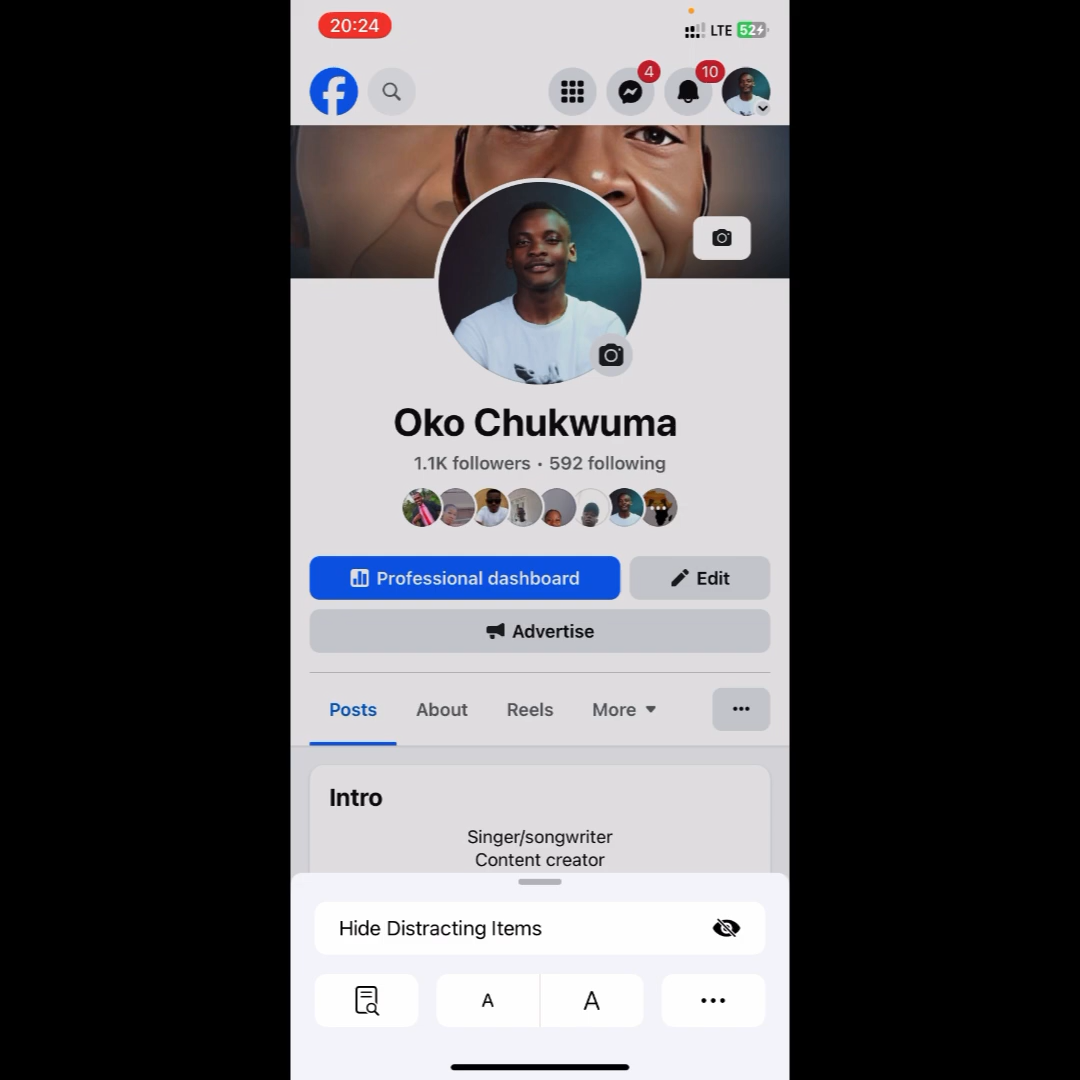 20:24
LTE 52
4
10
Oko Chukwuma
1.1K followers · 592 following
Professional dashboard
Edit
Advertise
Posts
About
Reels
More
Intro
Singer/songwriter
Content creator
Hide Distracting Items
A
A